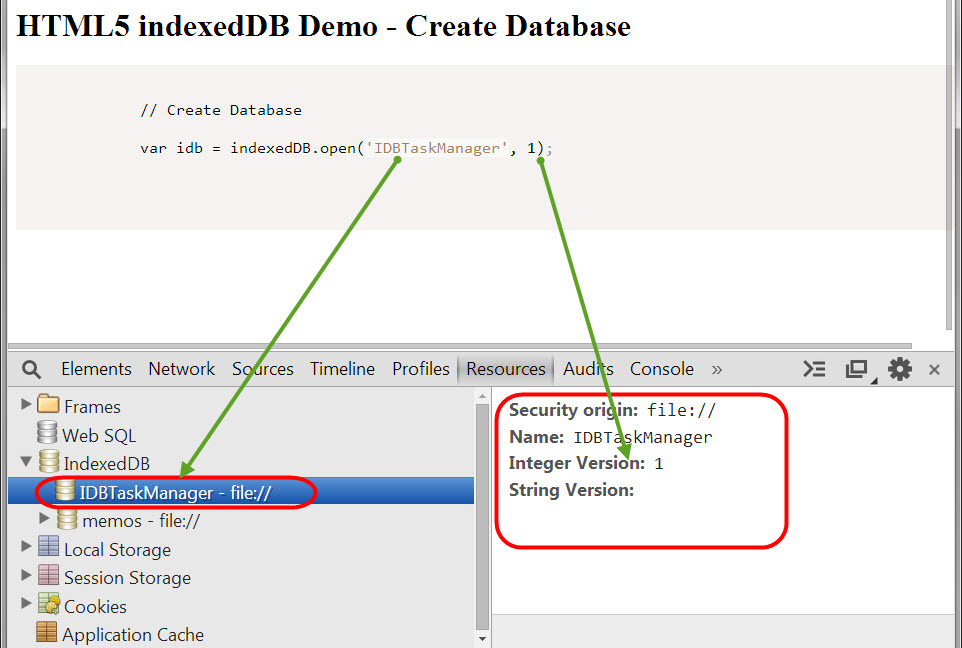 HTML5 indexedDB Demo - Create Database
// Create Database
var idb = indexedDB.open('IDBTaskManager', 1);
Elements Network Sources Timeline Profiles Resources Audits Console »
Frames
Web SQL
IndexedDB
IDBTaskManager - file://
memos - file://
Local Storage
Session Storage
Cookies
Application Cache
Security origin: file://
Name: IDBTaskManager
Integer Version: 1
String Version: